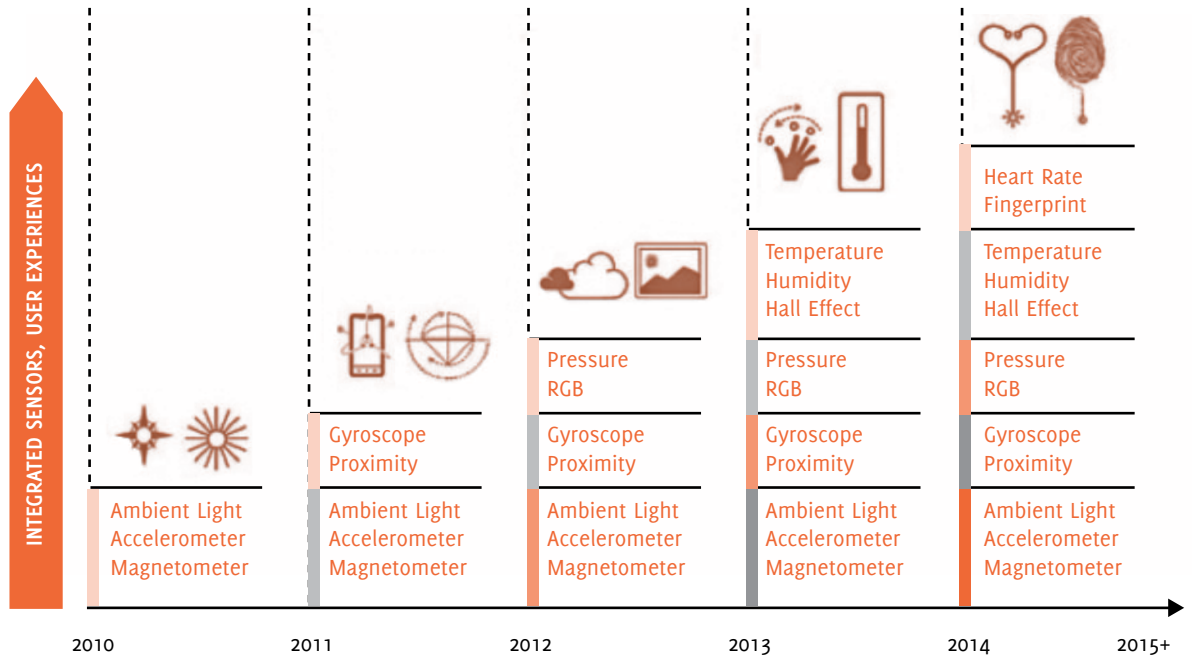 INTEGRATED SENSORS, USER EXPERIENCES
Ambient Light
Accelerometer
Magnetometer
Gyroscope
Proximity
Ambient Light
Accelerometer
Magnetometer
Pressure
RGB
Gyroscope
Proximity
Ambient Light
Accelerometer
Magnetometer
Temperature
Humidity
Hall Effect
Pressure
RGB
Gyroscope
Proximity
Ambient Light
Accelerometer
Magnetometer
Heart Rate
Fingerprint
Temperature
Humidity
Hall Effect
Pressure
RGB
Gyroscope
Proximity
Ambient Light
Accelerometer
Magnetometer
2010
2011
2012
2013
2014
2015+